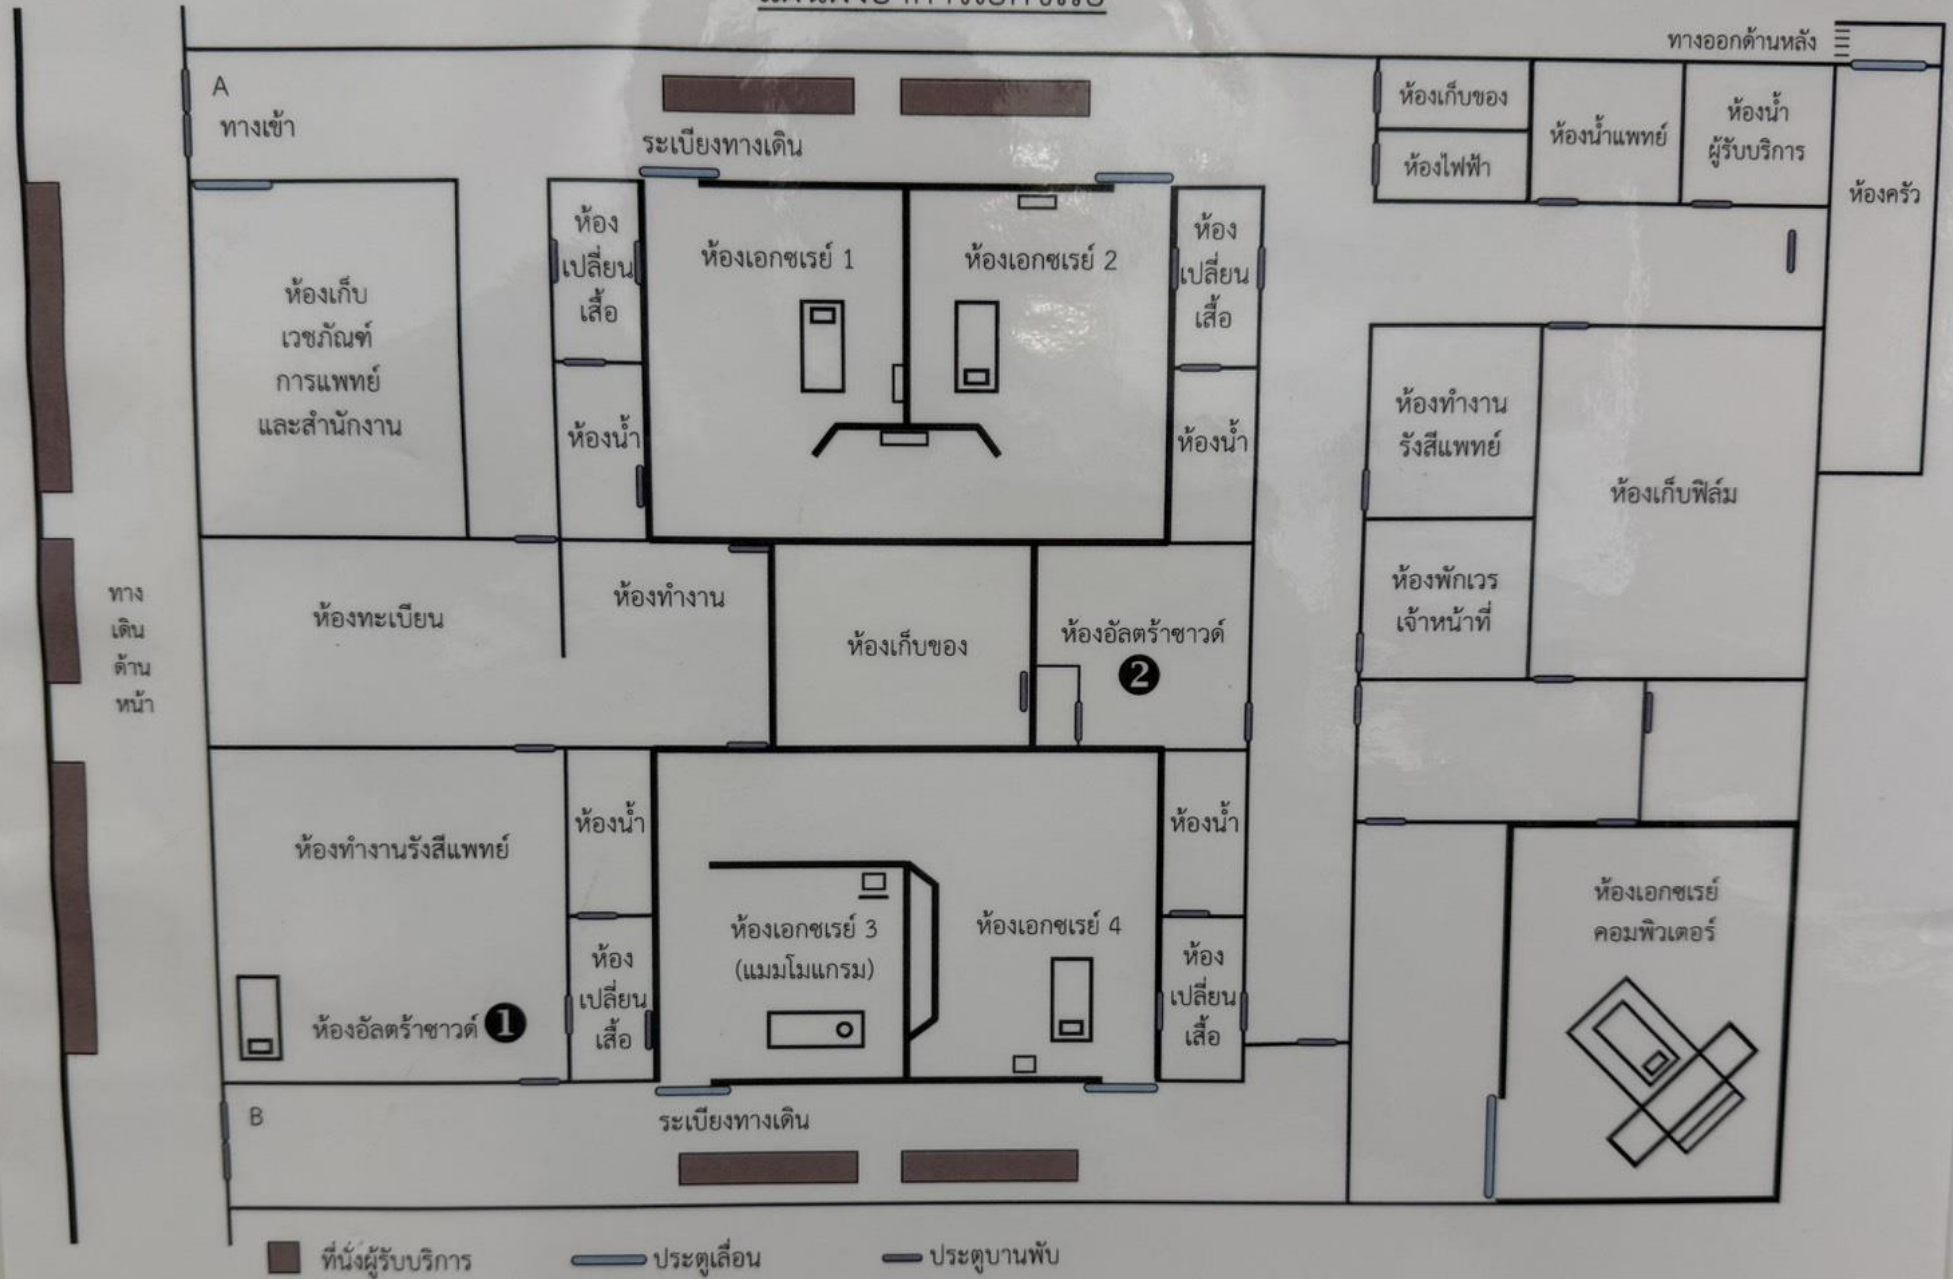 ทางออกด้านหลัง
A
ทางเข้า
ระเบียงทางเดิน
ห้องเก็บของ
ห้องไฟฟ้า
ห้องน้ำแพทย์
ห้องน้ำ
ผู้รับบริการ
ห้องครัว
ห้องเก็บ
เวชภัณฑ์
การแพทย์
และสำนักงาน
ห้อง
เปลี่ยน
เสื้อ
ห้องน้ำ
ห้องเอกซเรย์ 1
ห้องเอกซเรย์ 2
ห้อง
เปลี่ยน
เสื้อ
ห้องน้ำ
ห้องทำงาน
รังสีแพทย์
ห้องเก็บฟิล์ม
ห้องพักเวร
เจ้าหน้าที่
ทาง
เดิน
ด้าน
หน้า
ห้องทะเบียน
ห้องทำงาน
ห้องเก็บของ
ห้องอัลตร้าซาวด์
2
ห้องทำงานรังสีแพทย์
ห้องอัลตร้าซาวด์ 1
ห้องน้ำ
ห้อง
เปลี่ยน
เสื้อ
ห้องเอกซเรย์ 3
(แมมโมแกรม)
ห้องเอกซเรย์ 4
ห้องน้ำ
ห้อง
เปลี่ยน
เสื้อ
ห้องเอกซเรย์
คอมพิวเตอร์
B
ระเบียงทางเดิน
ที่นั่งผู้รับบริการ
ประตูเลื่อน
ประตูบานพับ